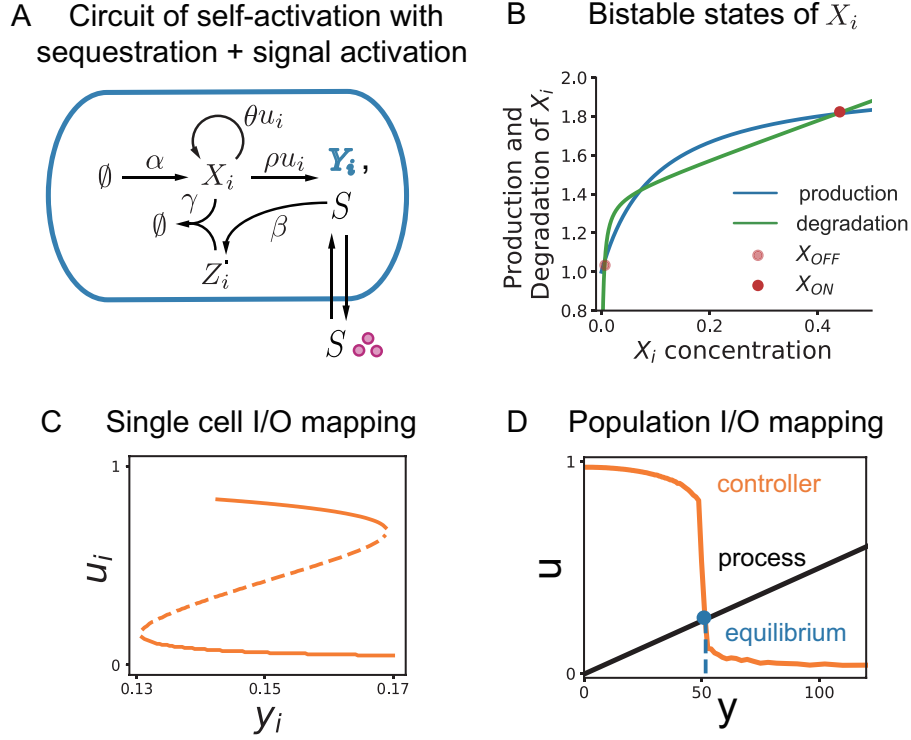 A Circuit of self-activation with
sequestration + signal activation
θu_i
∅ α X_i ρu_i Y_i ,
γ
∅ β S
Z_i
S
B Bistable states of X_i
Production and
Degradation of X_i
2.0
1.8
1.6
1.4
1.2
1.0
0.8
production
degradation
X_OFF
X_ON
0.0 0.2 0.4
X_i concentration
C Single cell I/O mapping
1
u_i
0
0.13 0.15 0.17
y_i
D Population I/O mapping
1
controller
u
process
equilibrium
0
0 50 100
y